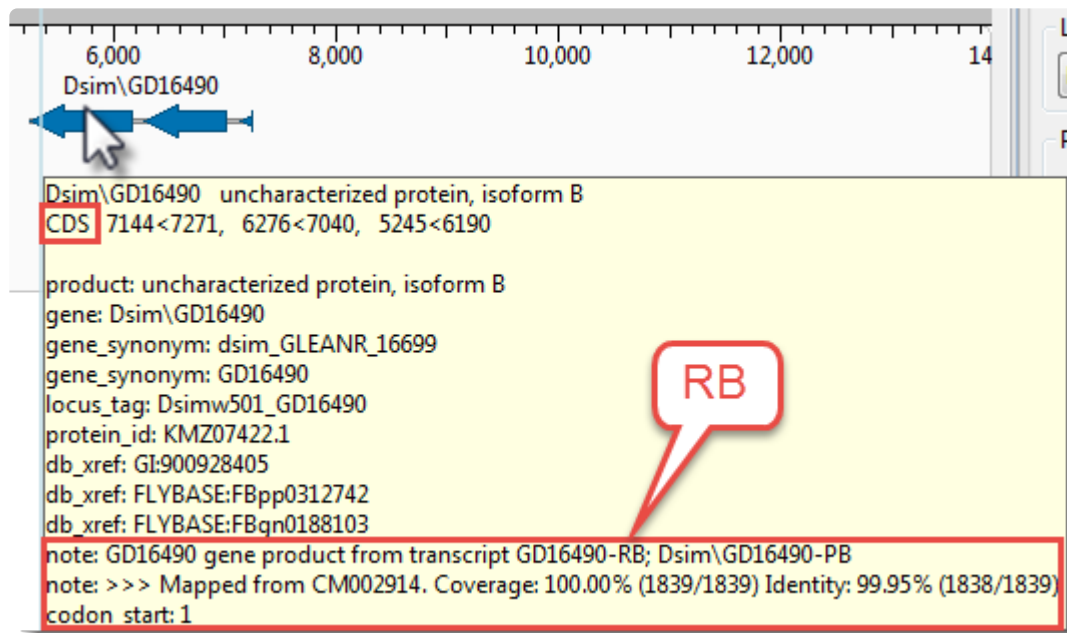 6,000 8,000 10,000 12,000 14
Dsim\GD16490
Dsim\GD16490 uncharacterized protein, isoform B
CDS 7144<7271, 6276<7040, 5245<6190
product: uncharacterized protein, isoform B
gene: Dsim\GD16490
gene_synonym: dsim_GLEANR_16699
gene_synonym: GD16490
RB
locus_tag: Dsimw501_GD16490
protein_id: KMZ07422.1
db_xref: GI:900928405
db_xref: FLYBASE:FBpp0312742
db_xref: FLYBASE:FBgn0188103
note: GD16490 gene product from transcript GD16490-RB; Dsim\GD16490-PB
note: >>> Mapped from CM002914. Coverage: 100.00% (1839/1839) Identity: 99.95% (1838/1839)
codon_start: 1